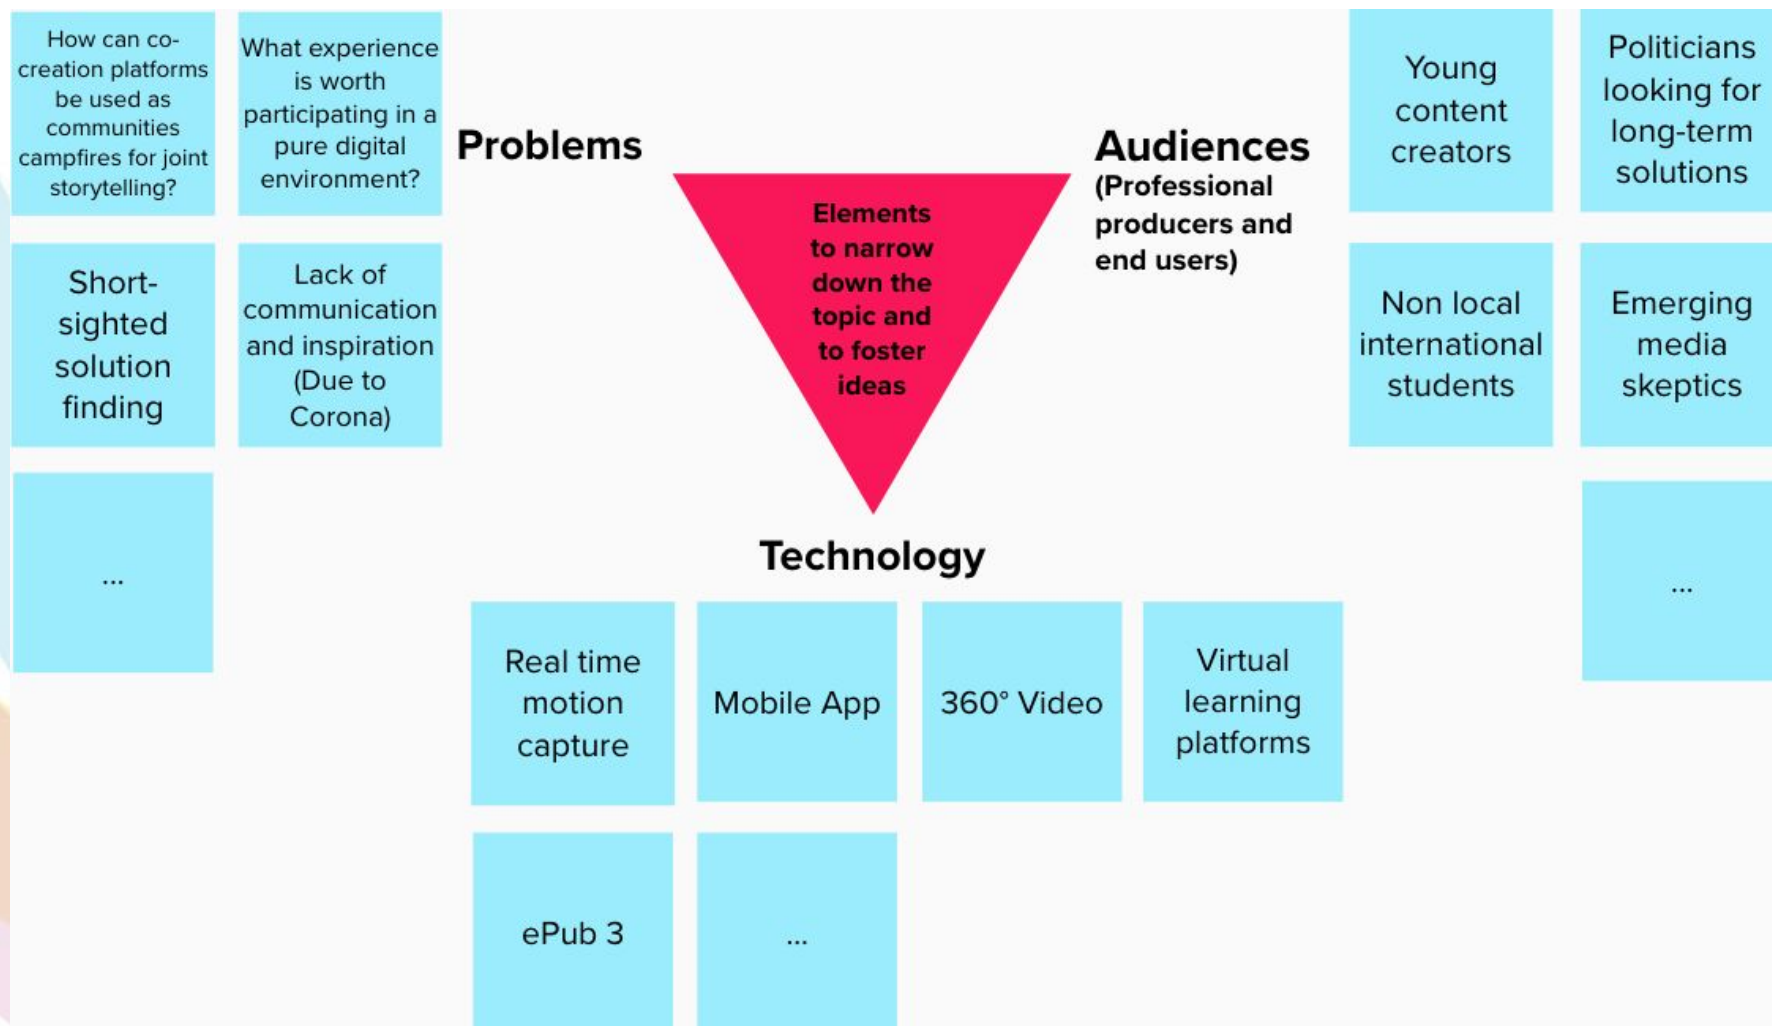 How can co-
creation platforms
be used as
communities
campfires for joint
storytelling?
What experience
is worth
participating in a
pure digital
environment?
Short-
sighted
solution
finding
Lack of
communication
and inspiration
(Due to
Corona)
...
Problems
Elements
to narrow
down the
topic and
to foster
ideas
Audiences
(Professional
producers and
end users)
Young
content
creators
Politicians
looking for
long-term
solutions
Non local
international
students
Emerging
media
skeptics
...
Technology
Real time
motion
capture
Mobile App
360° Video
Virtual
learning
platforms
ePub 3
...